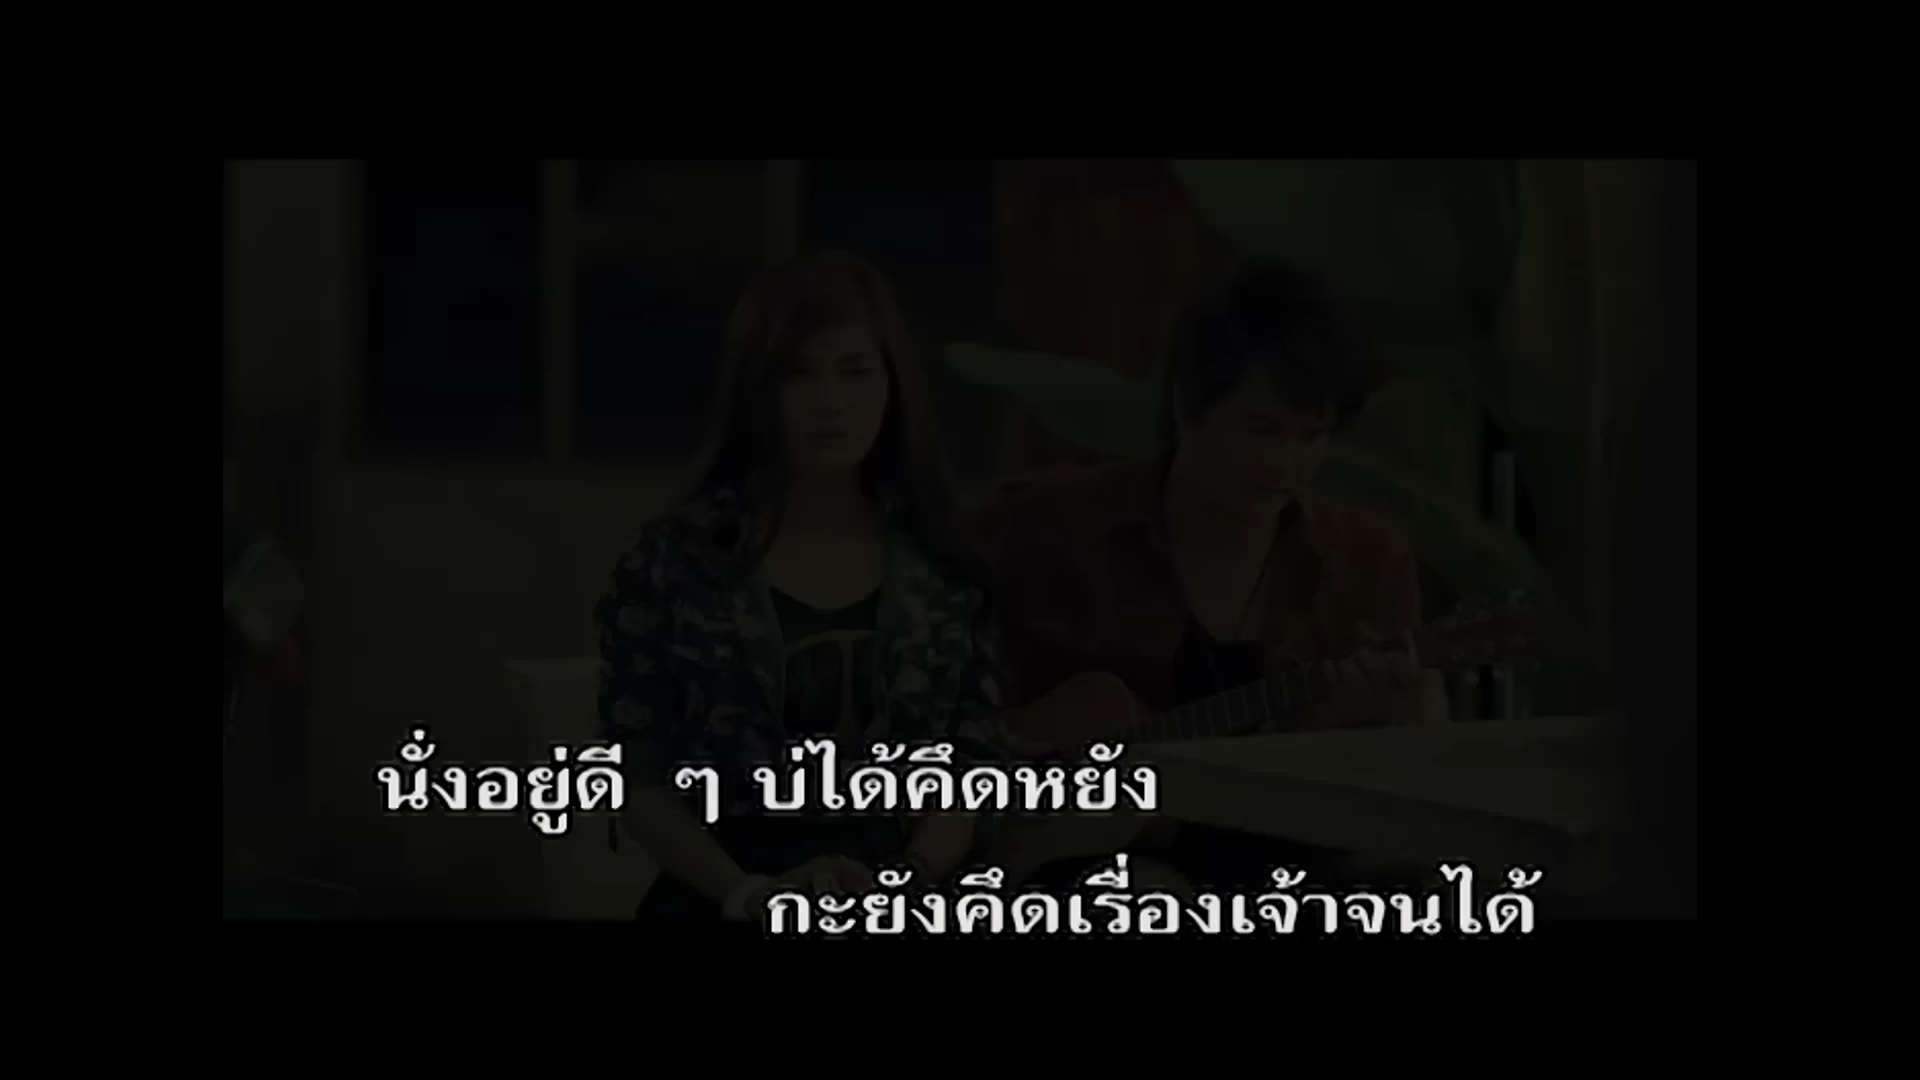 นั่งอยู่ดี ๆ บ่ได้คึดหยัง
กะยังคึดเรื่องเจ้าจนได้